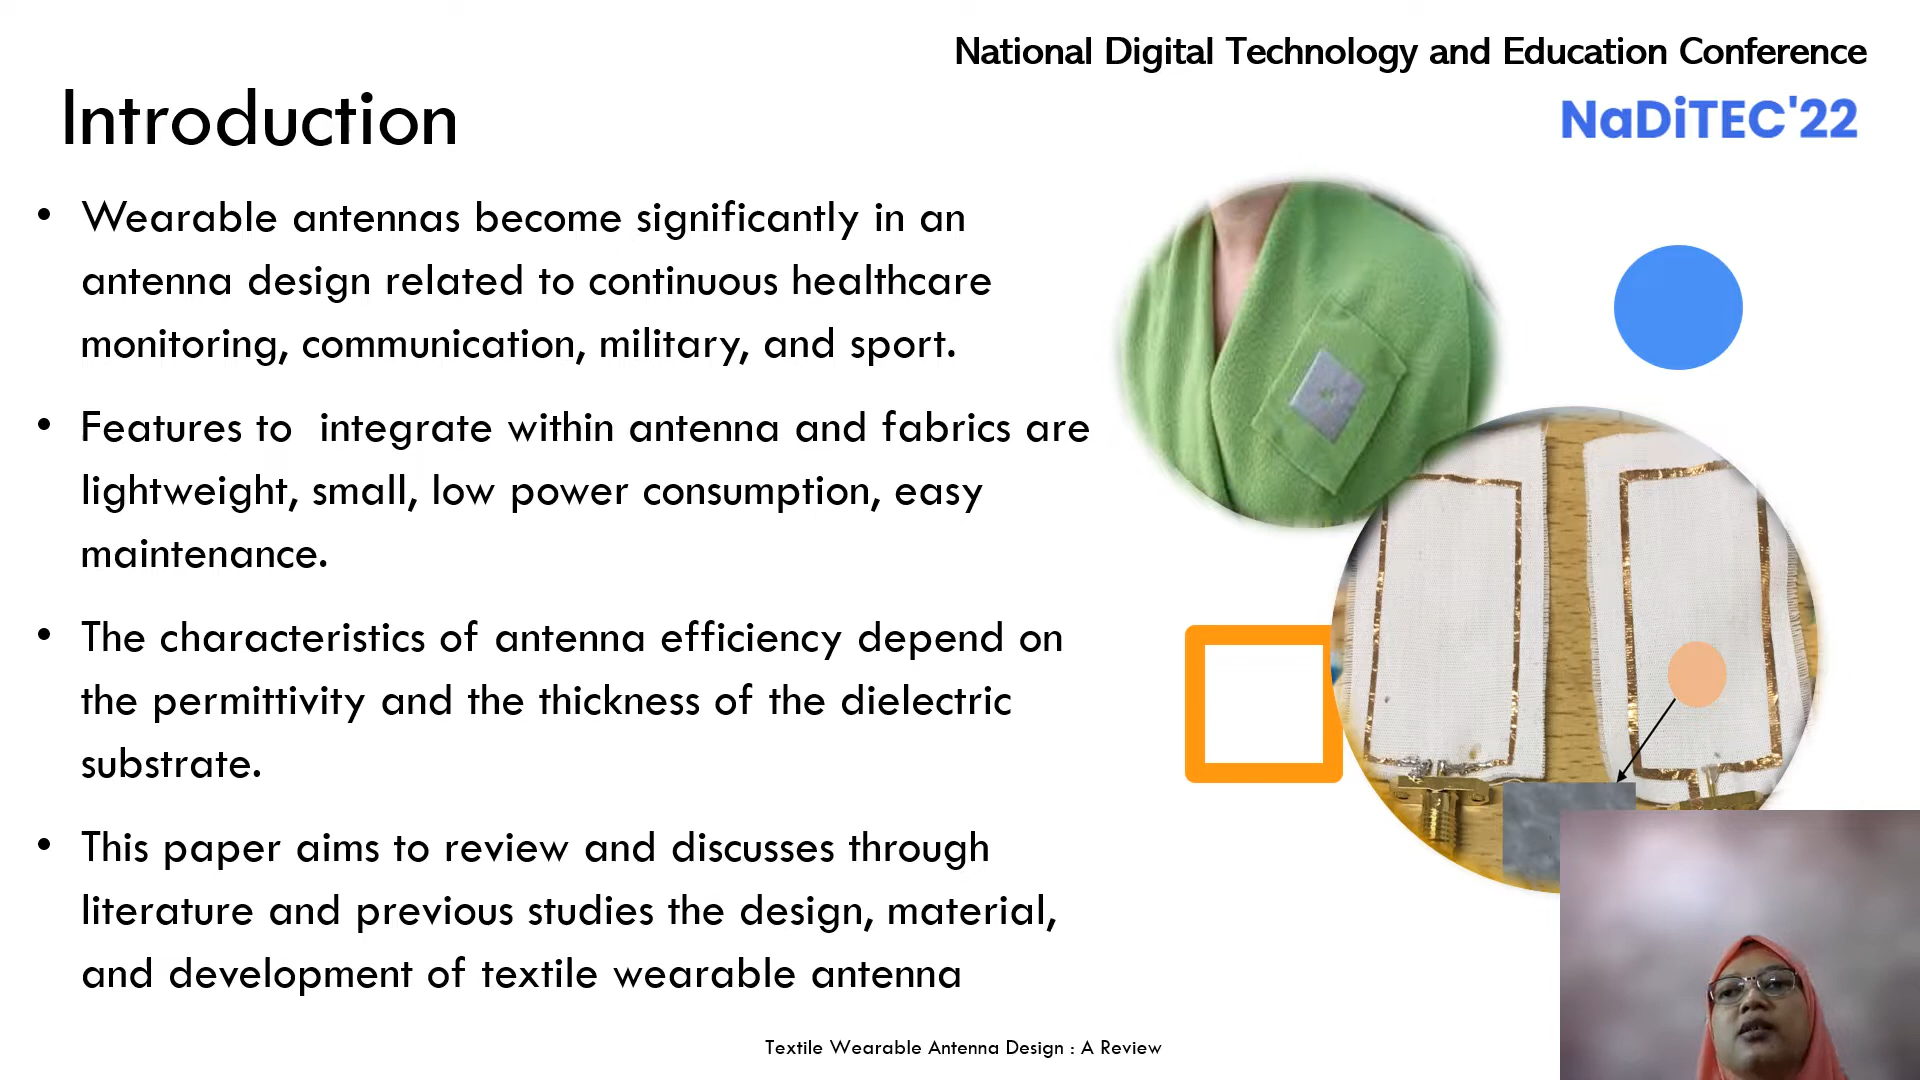 National Digital Technology and Education Conference
Introduction
NaDiTEC'22
• Wearable antennas become significantly in an
antenna design related to continuous healthcare
monitoring, communication, military, and sport.
• Features to  integrate within antenna and fabrics are
lightweight, small, low power consumption, easy
maintenance.
• The characteristics of antenna efficiency depend on
the permittivity and the thickness of the dielectric
substrate.
• This paper aims to review and discusses through
literature and previous studies the design, material,
and development of textile wearable antenna
Textile Wearable Antenna Design : A Review